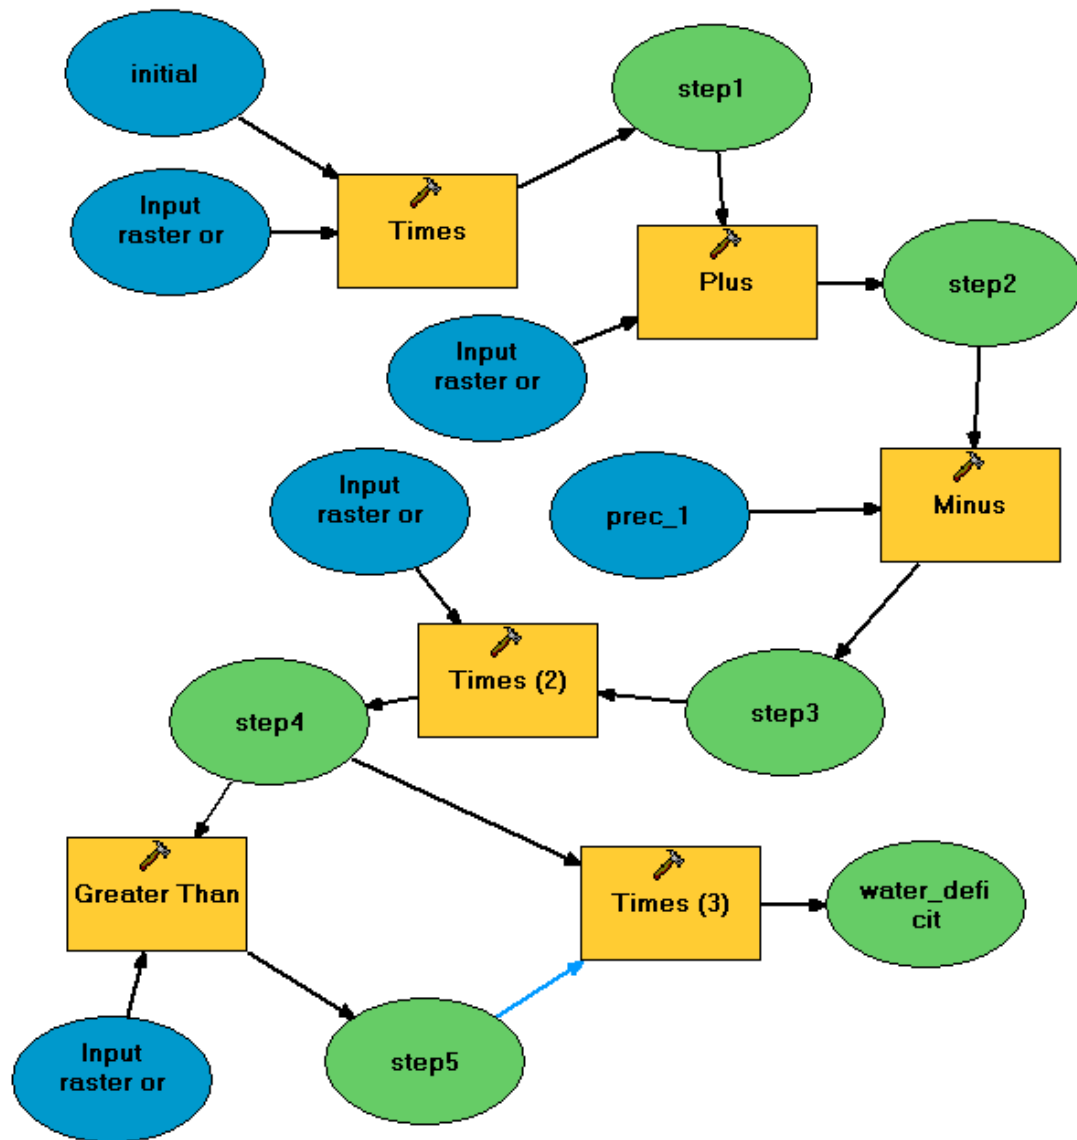 initial
step1
Input
raster or
Times
Plus
step2
Input
raster or
Input
raster or
prec_1
Minus
Times (2)
step3
step4
Greater Than
Times (3)
water_defi
cit
Input
raster or
step5